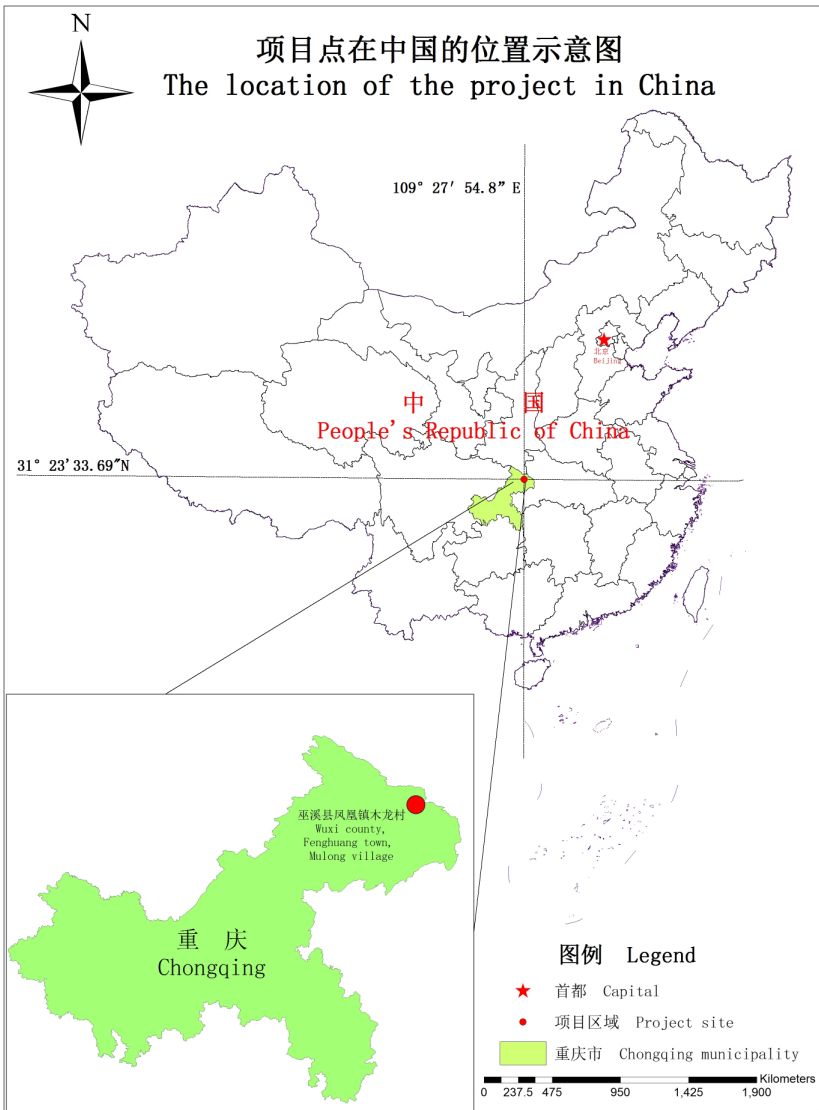 N
项目点在中国的位置示意图
The location of the project in China
109° 27' 54.8" E
北京
Beijing
中 国
People's Republic of China
31° 23'33.69"N
巫溪县凤凰镇木龙村
Wuxi county,
Fenghuang town,
Mulong village
重 庆
Chongqing
图例 Legend
首都 Capital
项目区域 Project site
重庆市 Chongqing municipality
Kilometers
0 237.5 475 950 1,425 1,900